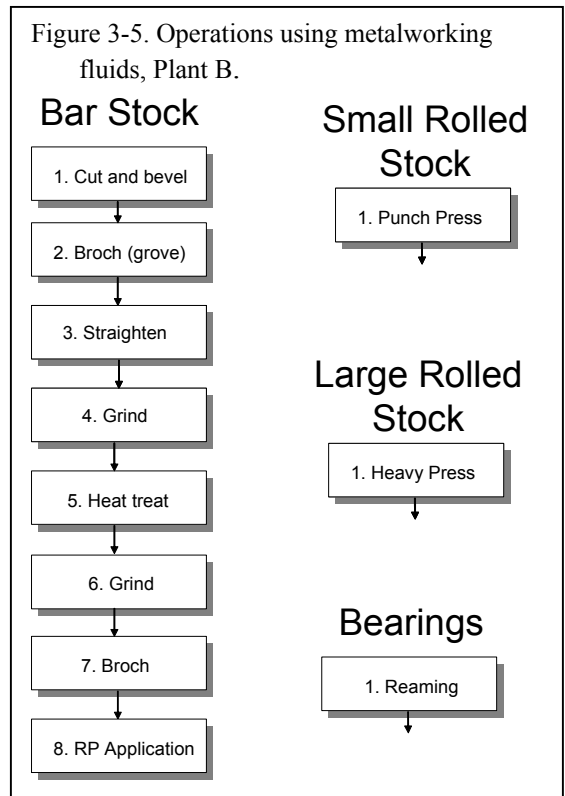 Figure 3-5. Operations using metalworking
fluids, Plant B.
Bar Stock
1. Cut and bevel
2. Broch (grove)
3. Straighten
4. Grind
5. Heat treat
6. Grind
7. Broch
8. RP Application
Small Rolled
Stock
1. Punch Press
Large Rolled
Stock
1. Heavy Press
Bearings
1. Reaming